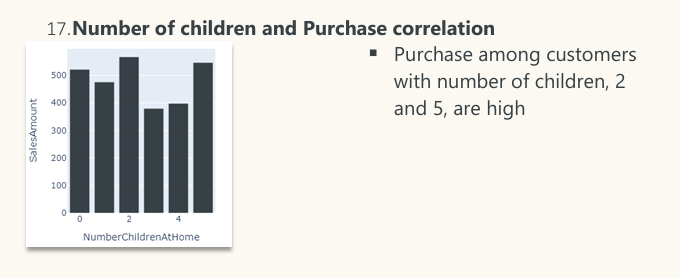 17.Number of children and Purchase correlation
500
400
300
200
100
0
SalesAmount
0 2 4
NumberChildrenAtHome
▪ Purchase among customers
with number of children, 2
and 5, are high